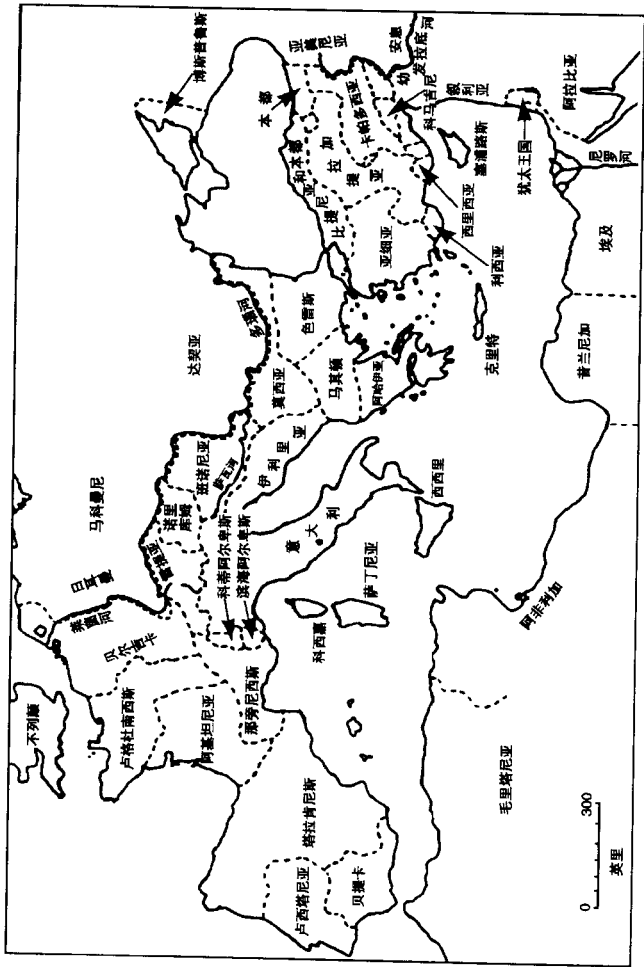 不列颠
卢格杜南西斯
贝尔盖卡
莱茵河
日耳曼
马科曼尼
阿基坦尼亚
那旁尼西斯
塔拉肯尼斯
卢西塔尼亚
贝提卡
诺里库姆
班诺尼亚
萨瓦河
科蒂阿尔卑斯
滨海阿尔卑斯
伊利里亚
意大利
科西嘉
萨丁尼亚
西西里
达契亚
多瑙河
莫西亚
色雷斯
马其顿
阿哈伊亚
克里特
博斯普鲁斯
本都
亚美尼亚
安息
幼发拉底河
比提尼亚和本都
加拉提亚
卡帕多西亚
科马吉尼
叙利亚
亚细亚
西里西亚
利西亚
塞浦路斯
犹太王国
阿拉比亚
尼罗河
埃及
昔兰尼加
阿非利加
毛里塔尼亚
0 300
英里